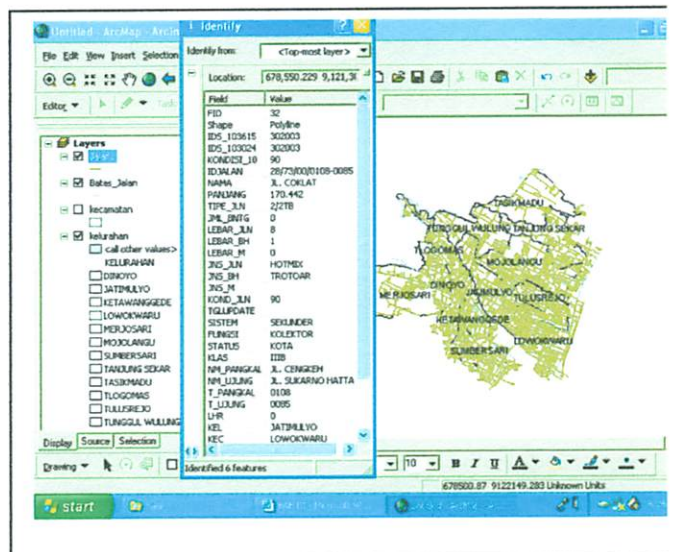 Untitled - ArcMap - ArcInfo
File Edit View Insert Selection
Editor
Layers
Batas_Jalan
kecamatan
kelurahan
<all other values>
KELURAHAN
DINOYO
JATIMULYO
KETAWANGGEDE
LOWOKWARU
MERJOSARI
MOJOLANGU
SUMBERSARI
TANJUNG SEKAR
TASIKMADU
TLOGOMAS
TULUSREJO
TUNGGUL WULUNG
Display Source Selection
Drawing
Identify
Identify from: <Top-most layer>
Location: 678,550.229 9,121,30
Field Value
FID 32
Shape Polyline
IDS_103615 302003
IDS_103024 302003
KONDISI_10 90
IDJALAN 28/73/00/0108-0085
NAMA JL. COKLAT
PANJANG 170.442
TIPE_JLN 2/2TB
JML_BNTG 0
LEBAR_JLN 8
LEBAR_BH 1
LEBAR_M 0
JNS_JLN HOTMIX
JNS_BH TROTOAR
JNS_M
KOND_JLN 90
TGLUPDATE
SISTEM SEKUNDER
FUNGSI KOLEKTOR
STATUS KOTA
KLAS IIIB
NM_PANGKAL JL. CENGKEH
NM_UJUNG JL. SUKARNO HATTA
T_PANGKAL 0108
T_UJUNG 0085
LHR 0
KEL JATIMULYO
KEC LOWOKWARU
Identified 6 features
TASIKMADU
TUNGGUL WULUNG TANJUNG SEKAR
TLOGOMAS
MOJOLANGU
DINOYO
MERJOSARI
JATIMULYO
TULUSREJO
KETAWANGGEDE
LOWOKWARU
SUMBERSARI
10 B I U A
678500.87 9122149.283 Unknown Units
start